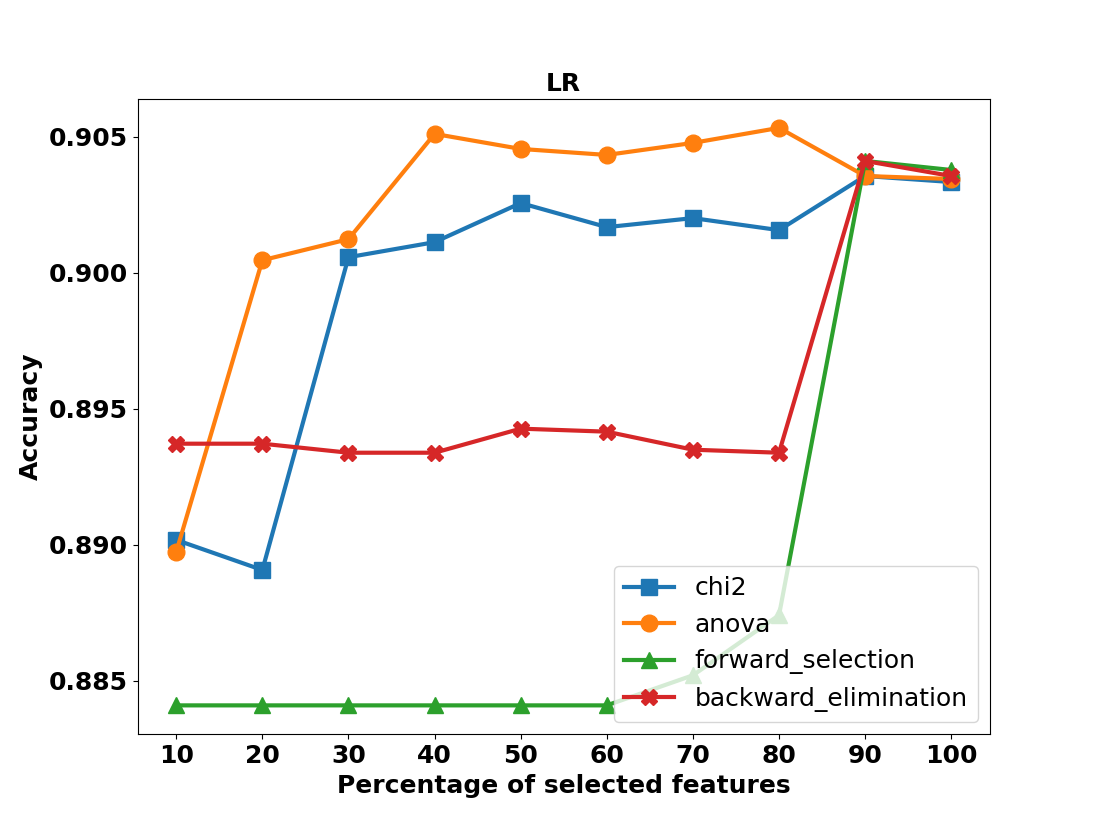 LR
0.905
0.900
0.895
0.890
0.885
Accuracy
10 20 30 40 50 60 70 80 90 100
Percentage of selected features
chi2
anova
forward_selection
backward_elimination